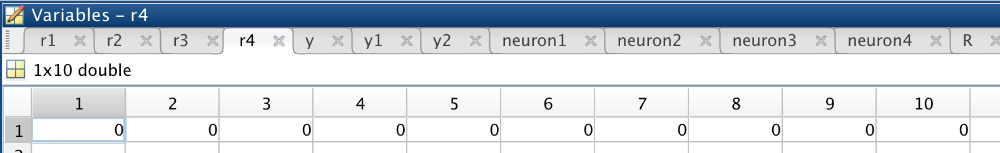 Variables – r4
r1 r2 r3 r4 y y1 y2 neuron1 neuron2 neuron3 neuron4 R
1x10 double
1 2 3 4 5 6 7 8 9 10
1 0 0 0 0 0 0 0 0 0 0